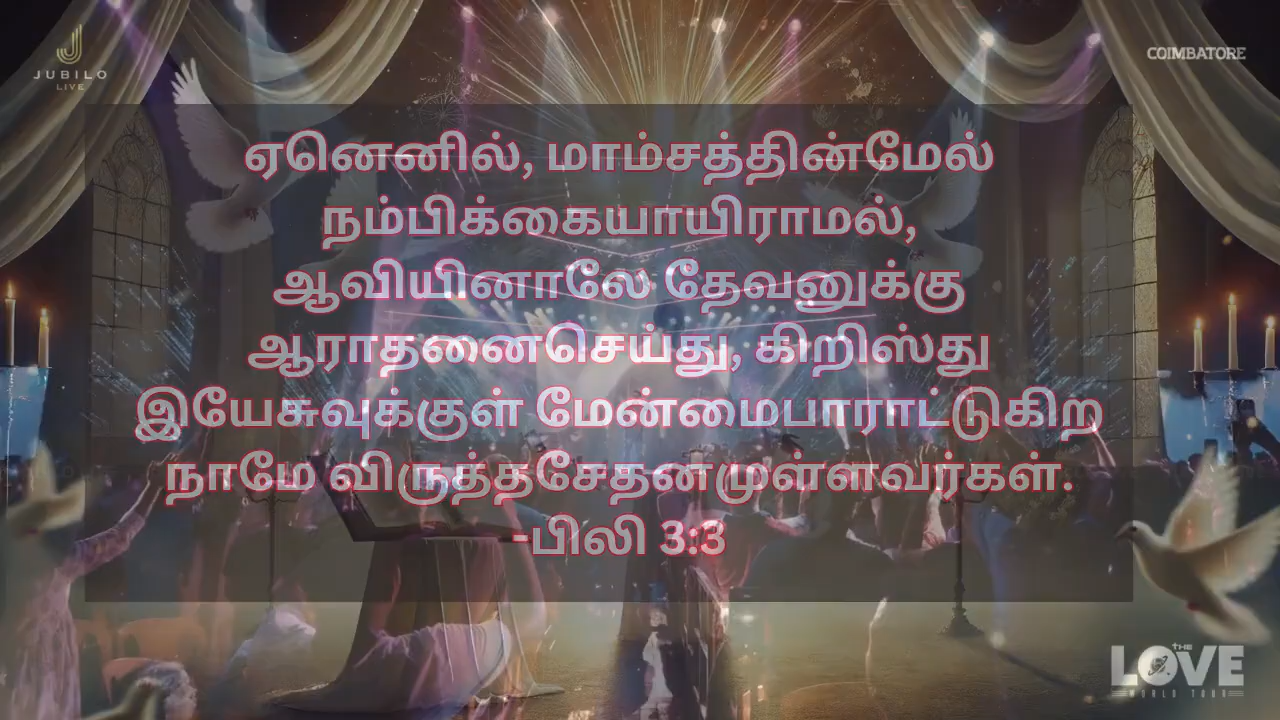 JUBILO
LIVE
COIMBATORE
ஏனெனில், மாம்சத்தின்மேல்
நம்பிக்கையாயிராமல்,
ஆவியினாலே தேவனுக்கு
ஆராதனைசெய்து, கிறிஸ்து
இயேசுவுக்குள் மேன்மைபாராட்டுகிற
நாமே விருத்தசேதனமுள்ளவர்கள்.
-பிலி 3:3
THE
LOVE
WORLD TOUR